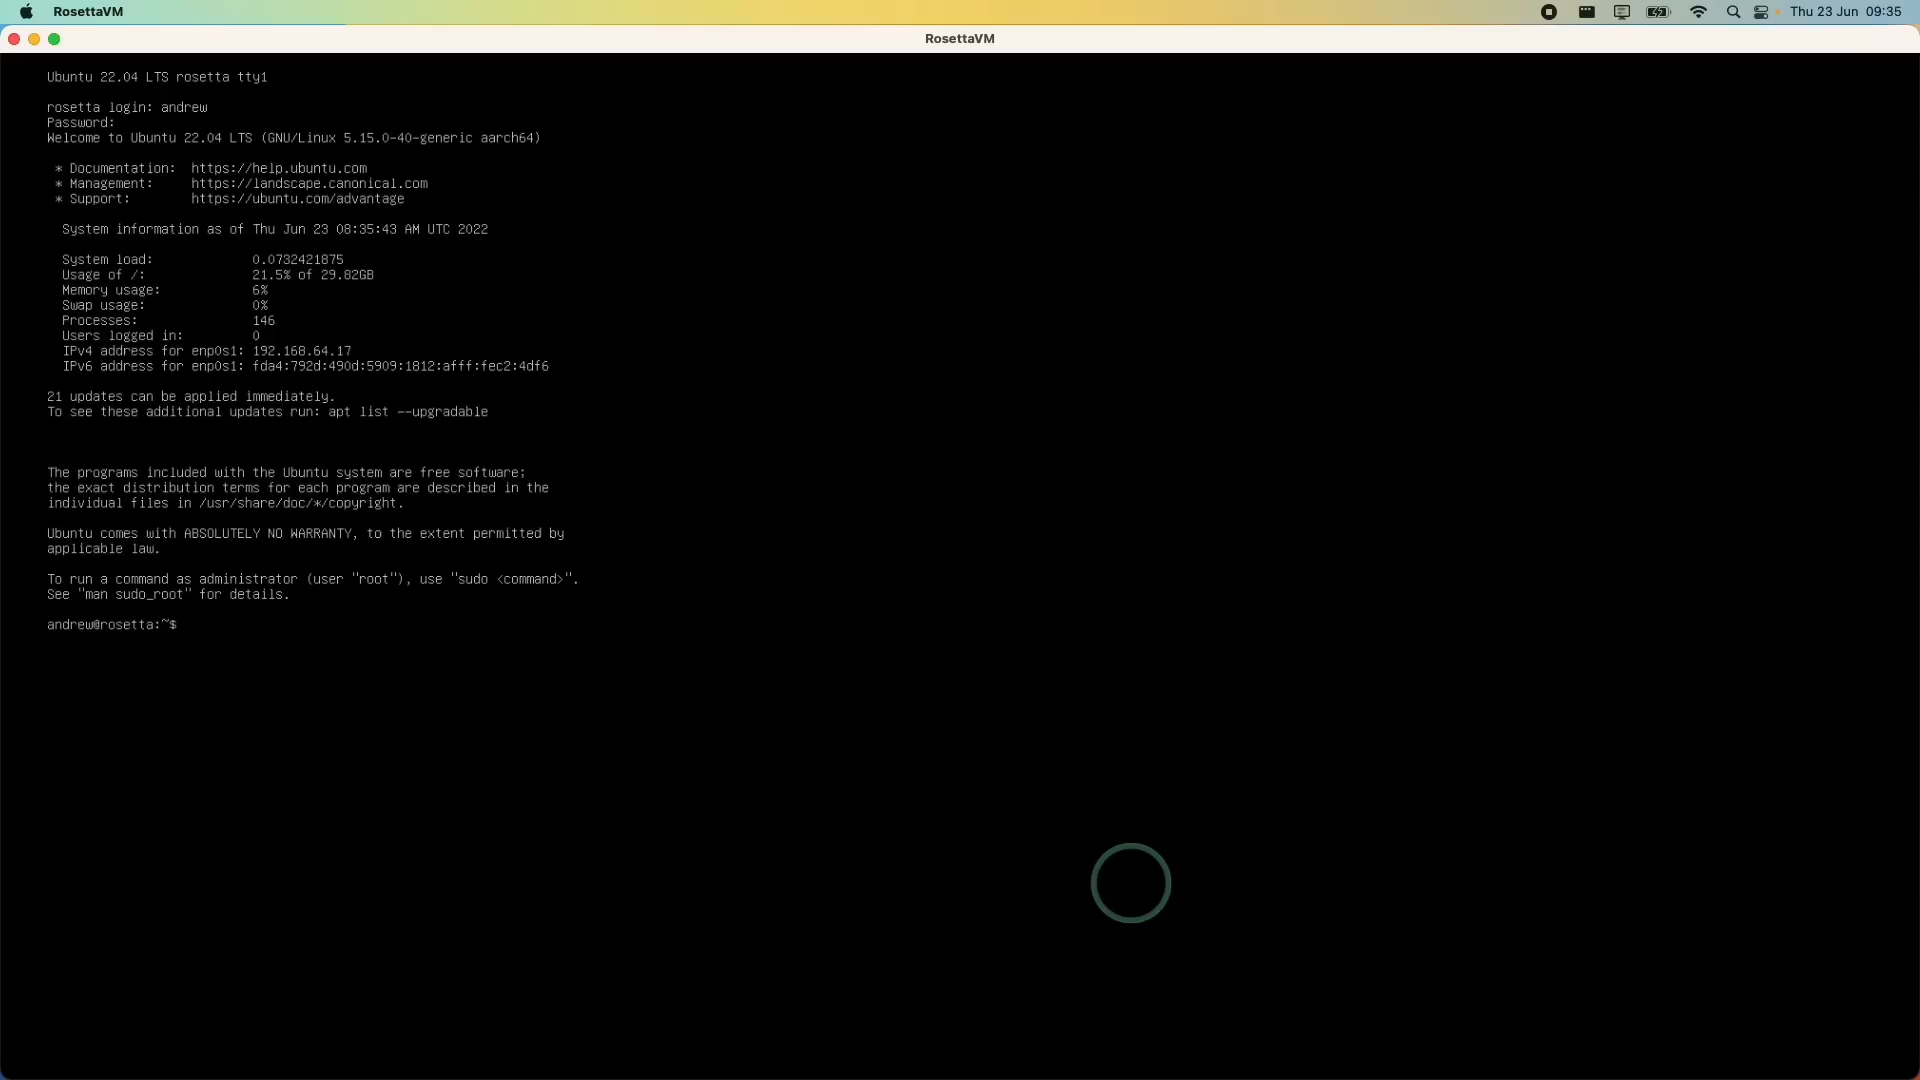 RosettaVM
Thu 23 Jun 09:35
RosettaVM
Ubuntu 22.04 LTS rosetta tty1
rosetta login: andrew
Password:
Welcome to Ubuntu 22.04 LTS (GNU/Linux 5.15.0-40-generic aarch64)
* Documentation: https://help.ubuntu.com
* Management: https://landscape.canonical.com
* Support: https://ubuntu.com/advantage
System information as of Thu Jun 23 08:35:43 AM UTC 2022
System load: 0.0732421875
Usage of /: 21.5% of 29.82GB
Memory usage: 6%
Swap usage: 0%
Processes: 146
Users logged in: 0
IPv4 address for enp0s1: 192.168.64.17
IPv6 address for enp0s1: fda4:792d:490d:5909:1812:afff:fec2:4df6
21 updates can be applied immediately.
To see these additional updates run: apt list --upgradable
The programs included with the Ubuntu system are free software;
the exact distribution terms for each program are described in the
individual files in /usr/share/doc/*/copyright.
Ubuntu comes with ABSOLUTELY NO WARRANTY, to the extent permitted by
applicable law.
To run a command as administrator (user "root"), use "sudo <command>".
See "man sudo_root" for details.
andrew@rosetta:~$